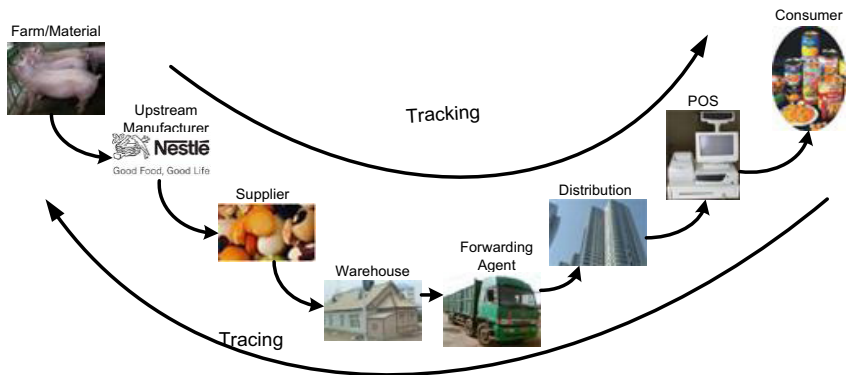 Farm/Material
Upstream
Manufacturer
Nestlé
Good Food, Good Life
Supplier
Warehouse
Forwarding
Agent
Distribution
POS
Consumer
Tracking
Tracing